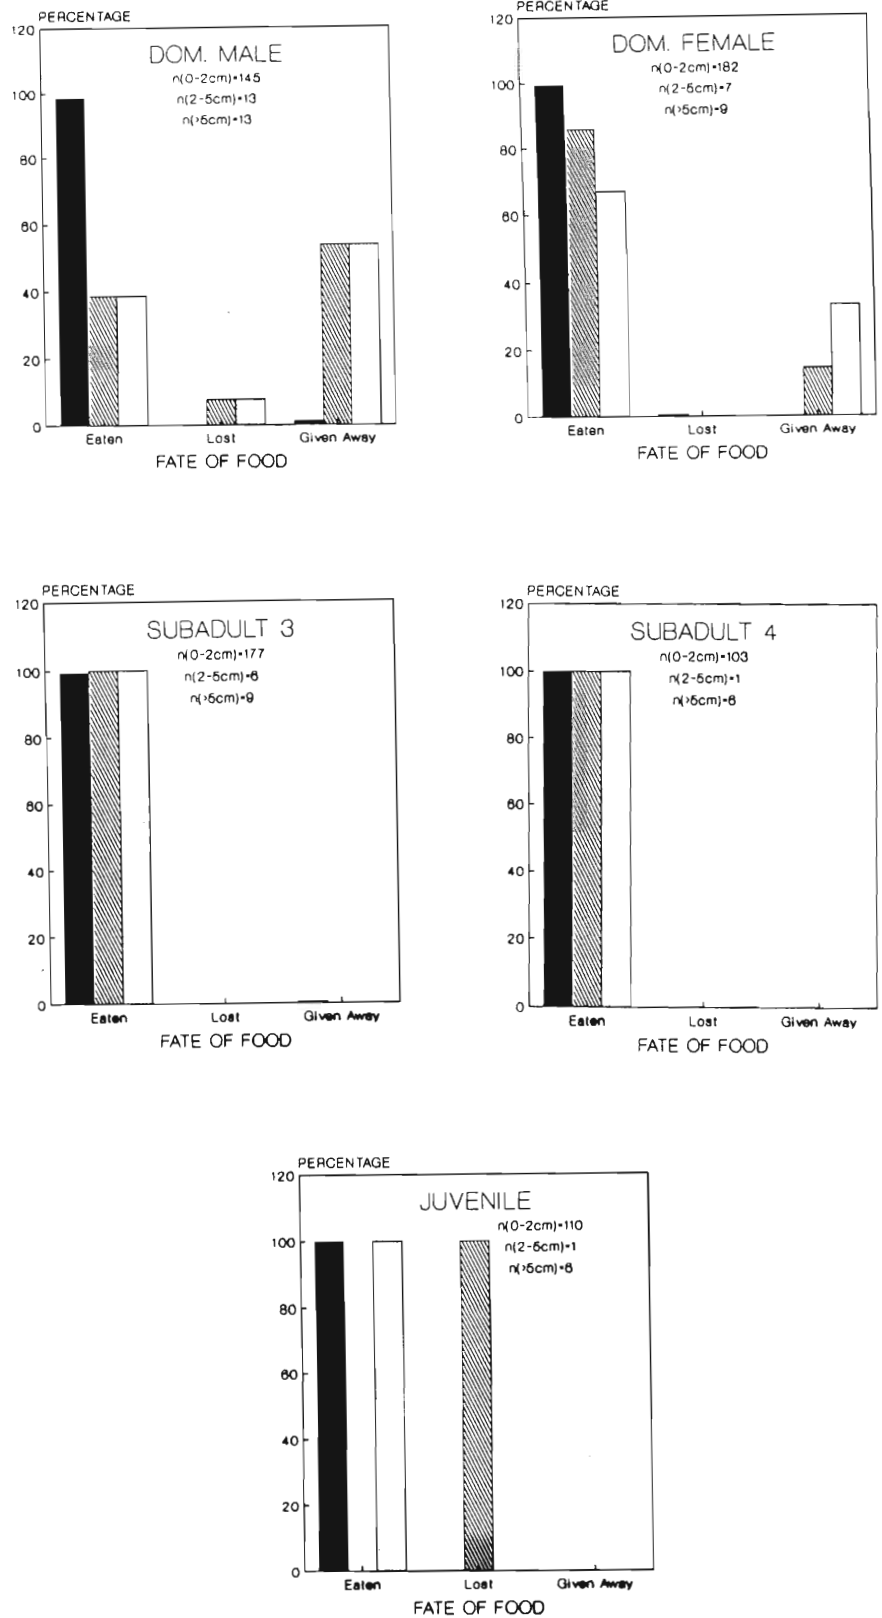 PERCENTAGE
120
DOM. MALE
n(0-2cm)=145
n(2-5cm)=13
n(>5cm)=13
100
80
60
40
20
0
Eaten Lost Given Away
FATE OF FOOD
PERCENTAGE
120
DOM. FEMALE
n(0-2cm)=182
n(2-5cm)=7
n(>5cm)=9
100
80
60
40
20
0
Eaten Lost Given Away
FATE OF FOOD
PERCENTAGE
120
SUBADULT 3
n(0-2cm)=177
n(2-5cm)=6
n(>5cm)=9
100
80
60
40
20
0
Eaten Lost Given Away
FATE OF FOOD
PERCENTAGE
120
SUBADULT 4
n(0-2cm)=103
n(2-5cm)=1
n(>5cm)=6
100
80
60
40
20
0
Eaten Lost Given Away
FATE OF FOOD
PERCENTAGE
120
JUVENILE
n(0-2cm)=110
n(2-5cm)=1
n(>5cm)=6
100
80
60
40
20
0
Eaten Lost Given Away
FATE OF FOOD